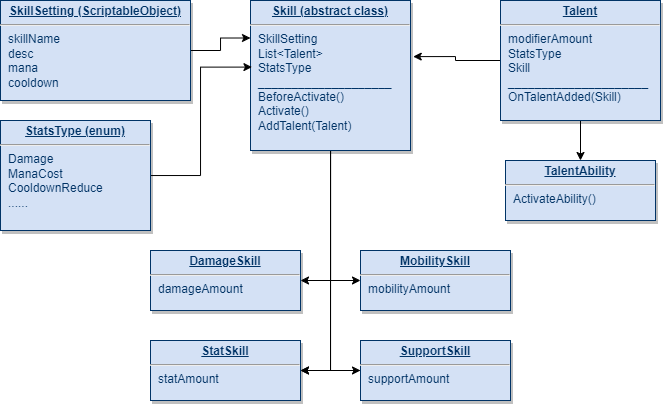 SkillSetting (ScriptableObject)
skillName
desc
mana
cooldown
Skill (abstract class)
SkillSetting
List<Talent>
StatsType
BeforeActivate()
Activate()
AddTalent(Talent)
Talent
modifierAmount
StatsType
Skill
OnTalentAdded(Skill)
StatsType (enum)
Damage
ManaCost
CooldownReduce
......
TalentAbility
ActivateAbility()
DamageSkill
damageAmount
MobilitySkill
mobilityAmount
StatSkill
statAmount
SupportSkill
supportAmount